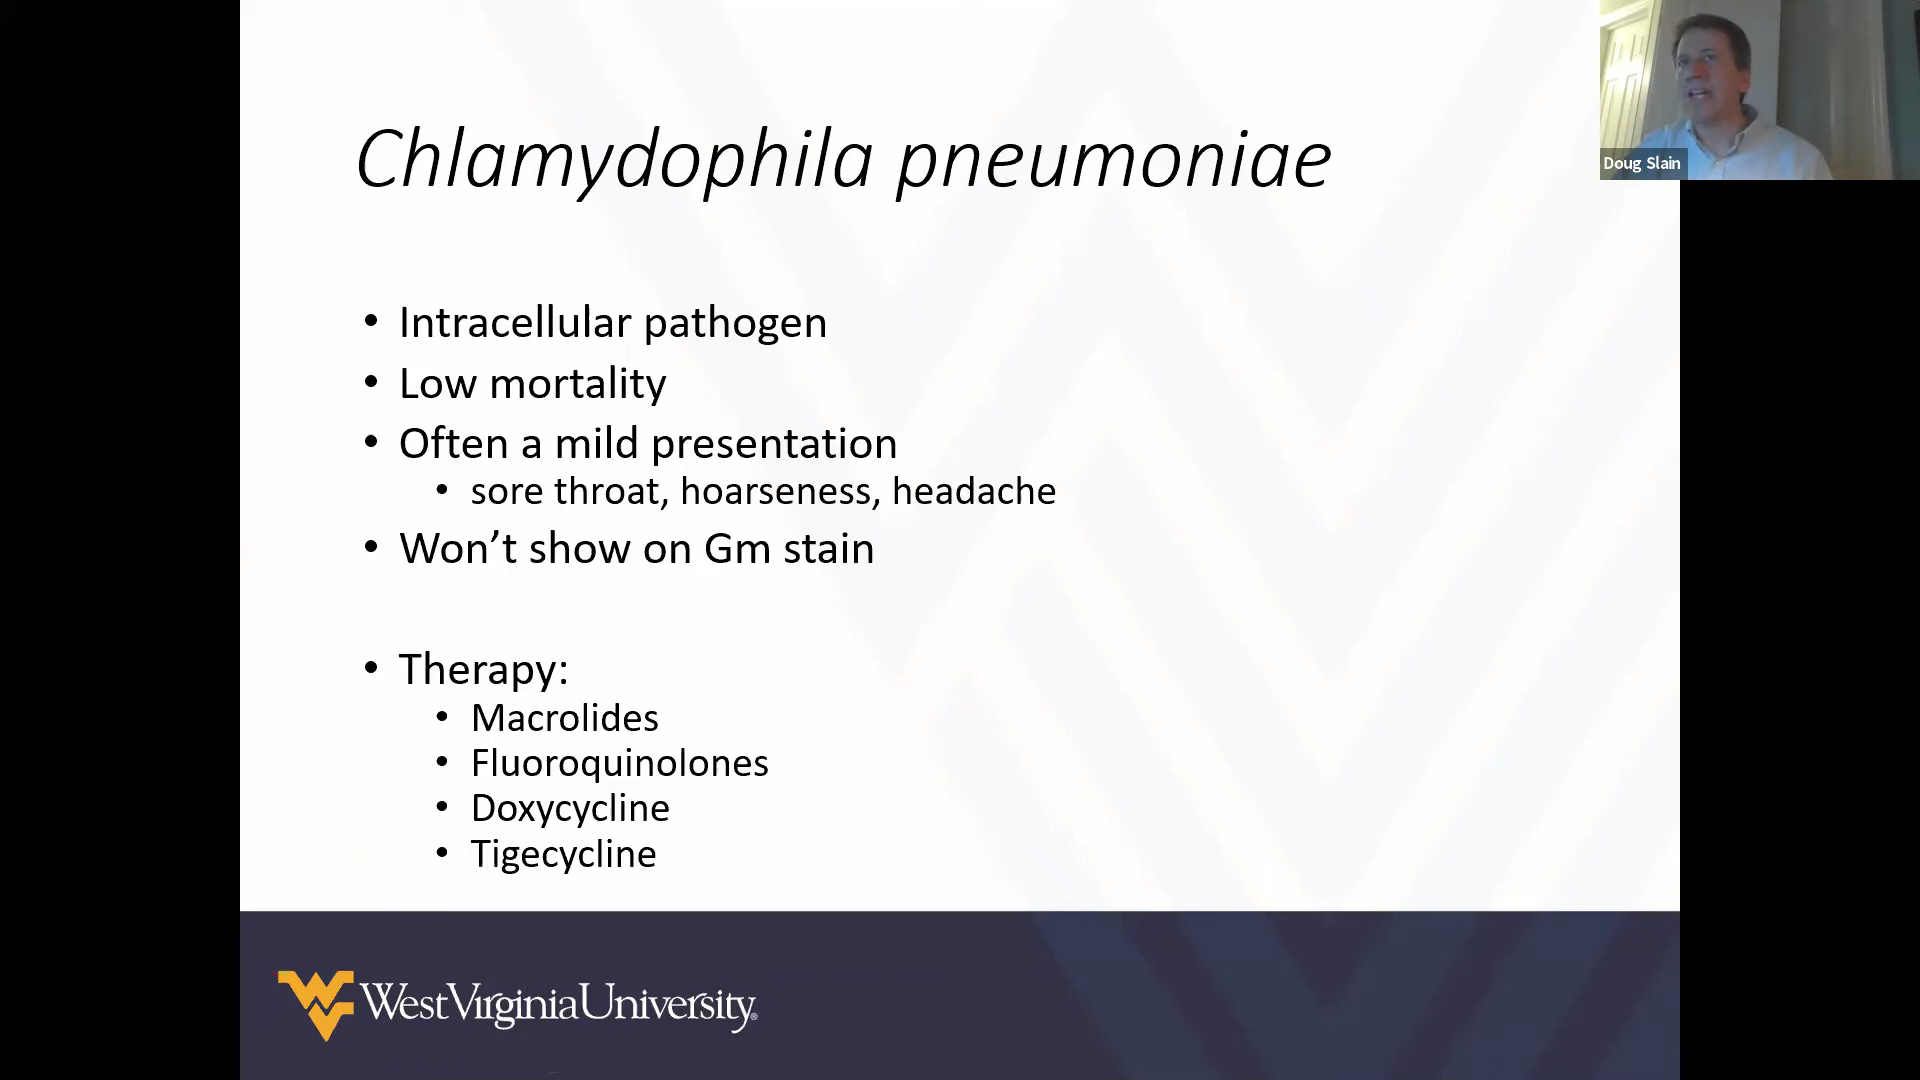 Chlamydophila pneumoniae
Doug Slain
• Intracellular pathogen
• Low mortality
• Often a mild presentation
• sore throat, hoarseness, headache
• Won’t show on Gm stain
• Therapy:
• Macrolides
• Fluoroquinolones
• Doxycycline
• Tigecycline
WestVirginiaUniversity®